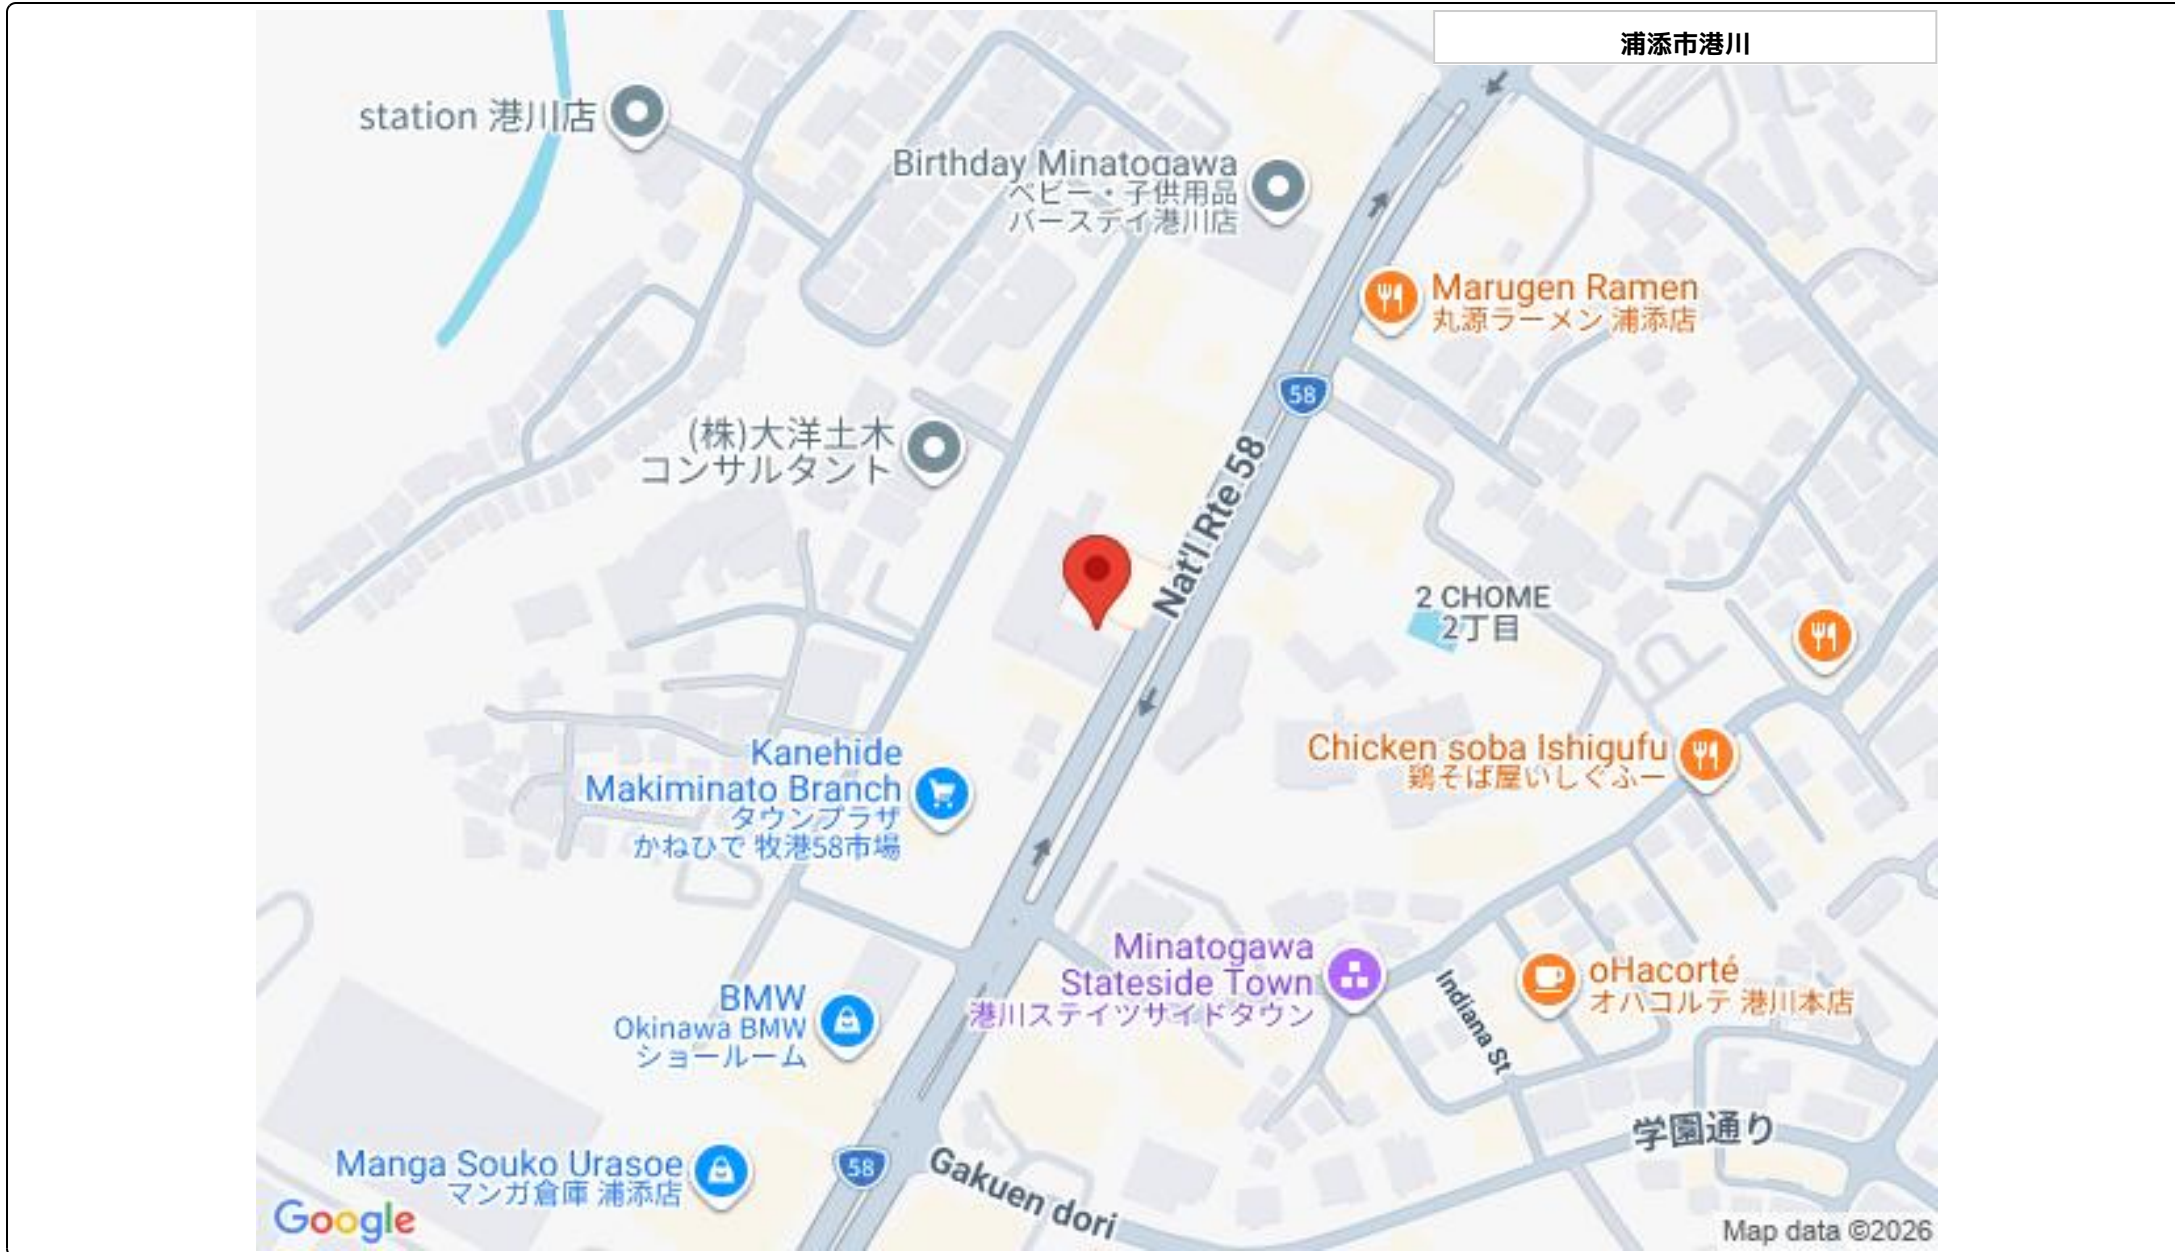 浦添市港川
station 港川店
Birthday Minatogawa
ベビー・子供用品
バースデイ港川店
Marugen Ramen
丸源ラーメン 浦添店
58
(株)大洋土木
コンサルタント
Nat'l Rte 58
2 CHOME
2丁目
Kanehide
Makiminato Branch
タウンプラザ
かねひで 牧港58市場
Chicken soba Ishigufu
鶏そば屋いしぐふー
Minatogawa
Stateside Town
港川ステイツサイドタウン
Indiana St
oHacorté
オハコルテ 港川本店
BMW
Okinawa BMW
ショールーム
学園通り
Manga Souko Urasoe
マンガ倉庫 浦添店
58
Gakuen dori
Google
Map data ©2026